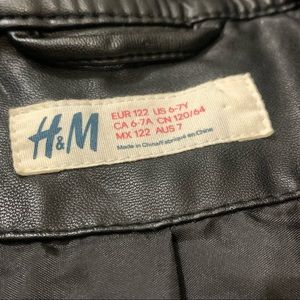 H&M
EUR 122 US 6-7Y
CA 6-7A CN 120/64
MX 122 AUS 7
Made in China/Fabriqué en Chine